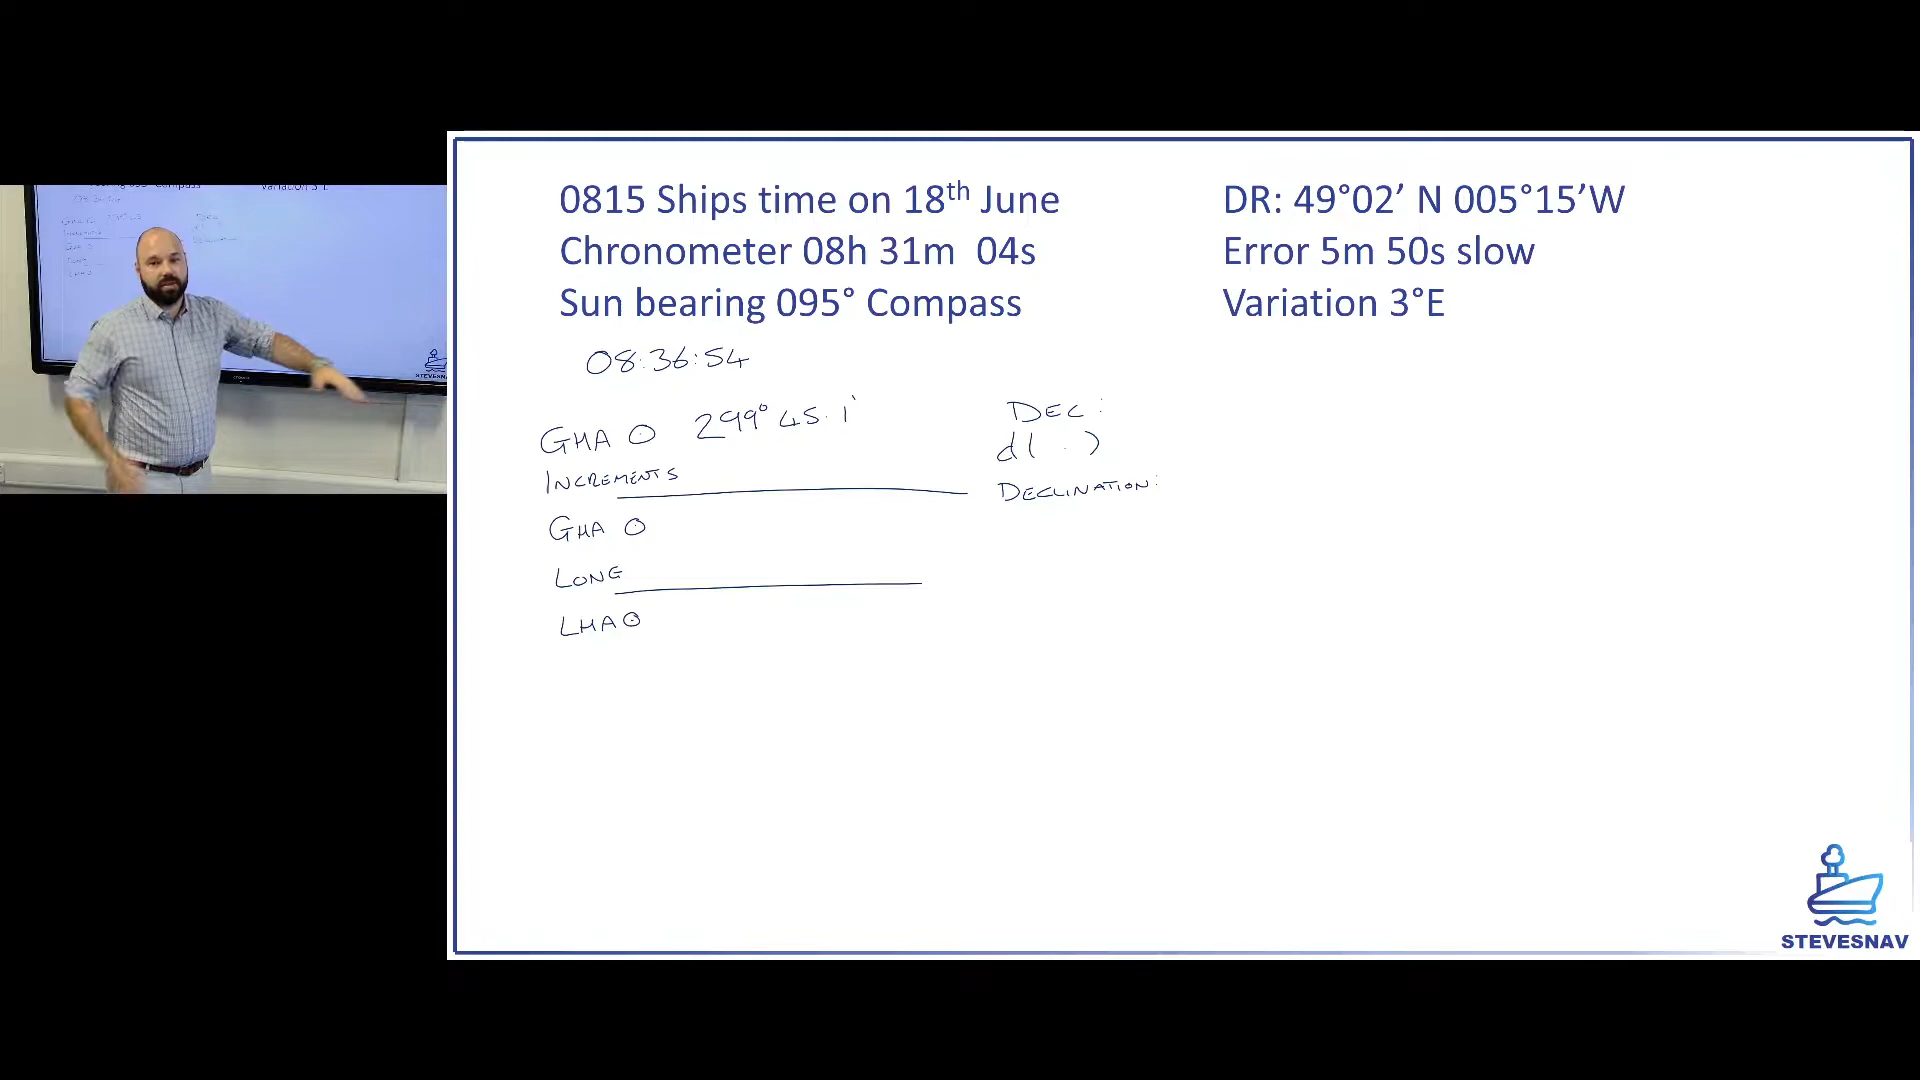 0815 Ships time on 18th June
Chronometer 08h 31m 04s
Sun bearing 095° Compass
DR: 49°02’ N 005°15’W
Error 5m 50s slow
Variation 3°E
08:36:54
GHA ☉ 299° 45.1'
INCREMENTS
GHA ☉
LONG
LHA ☉
DEC:
d( . )
DECLINATION:
STEVESNAV